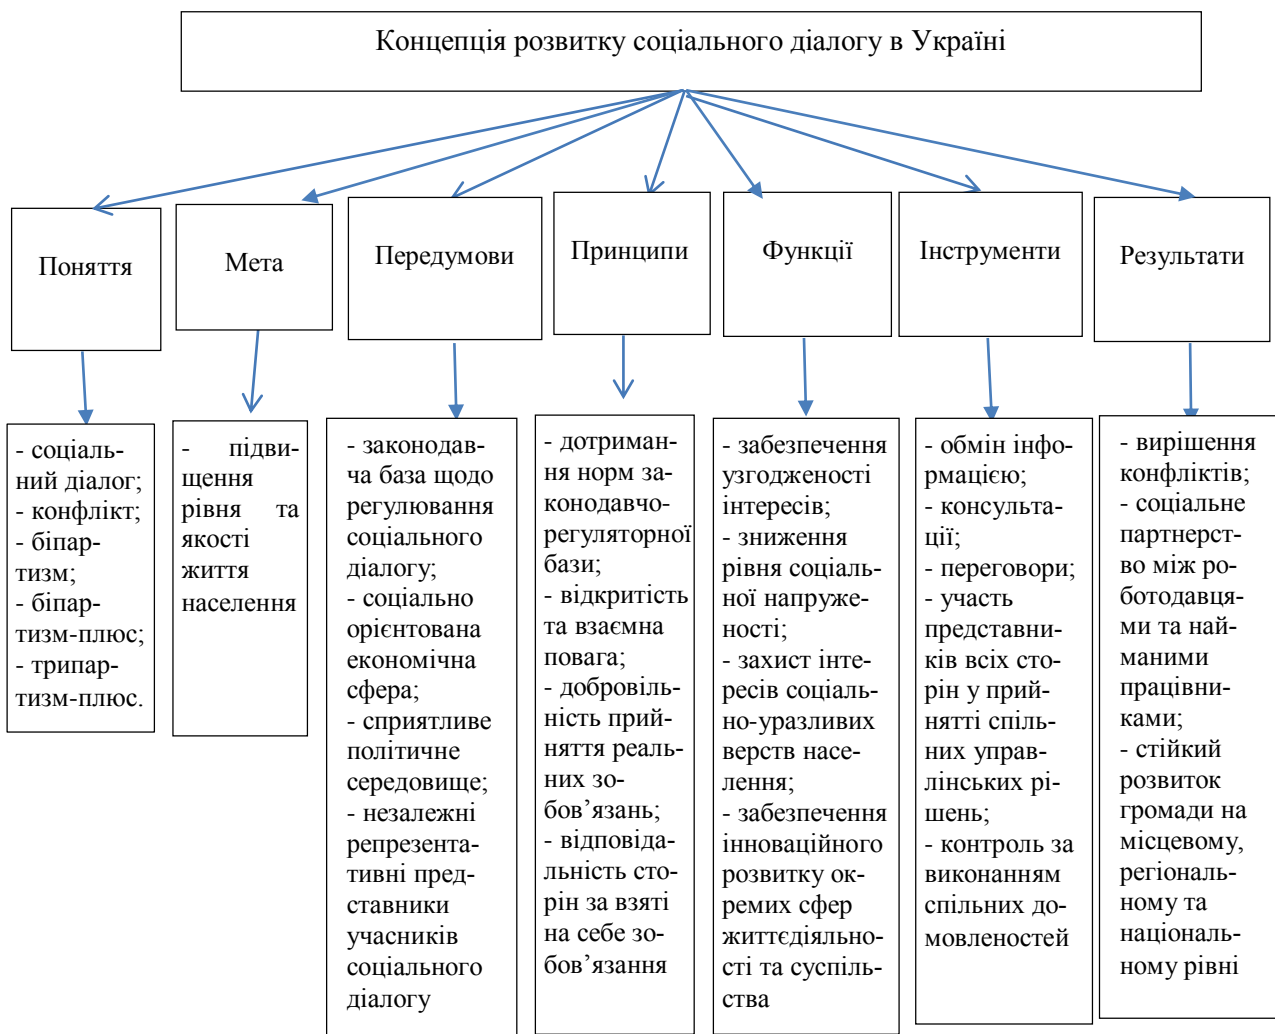 Концепція розвитку соціального діалогу в Україні
Поняття
Мета
Передумови
Принципи
Функції
Інструменти
Результати
- соціаль-
ний діалог;
- конфлікт;
- біпар-
тизм;
- біпар-
тизм-плюс;
- трипар-
тизм-плюс.
- підви-
щення
рівня та
якості
життя
населення
- законодав-
ча база щодо
регулювання
соціального
діалогу;
- соціально
орієнтована
економічна
сфера;
- сприятливе
політичне
середовище;
- незалежні
репрезента-
тивні пред-
ставники
учасників
соціального
діалогу
- дотриман-
ня норм за-
конодавчо-
регуляторної
бази;
- відкритість
та взаємна
повага;
- доброві­ль-
ність прий-
няття реаль-
них зо-
бов’язань;
- відповіда-
льність сто-
рін за взяті
на себе зо-
бов’язання
- забезпечення
узгодженості
інтересів;
- зниження
рівня соціаль-
ної напруже-
ності;
- захист інте-
ресів соціаль-
но-уразливих
верств насе-
лення;
- забезпечення
інноваційного
розвитку ок-
ремих сфер
життєдіяльно-
сті та суспіль-
ства
- обмін інфо-
рмацією;
- консульта-
ції;
- переговори;
- участь
представни-
ків всіх сто-
рін у прий-
нятті спіль-
них управ-
лінських рі-
шень;
- контроль за
виконанням
спільних до-
мовленостей
- вирішення
конфліктів;
- соціальне
партнерст-
во між ро-
ботодавця-
ми та най-
маними
працівни-
ками;
- стійкий
розвиток
громади на
місцевому,
регіональ-
ному та
національ-
ному рівні